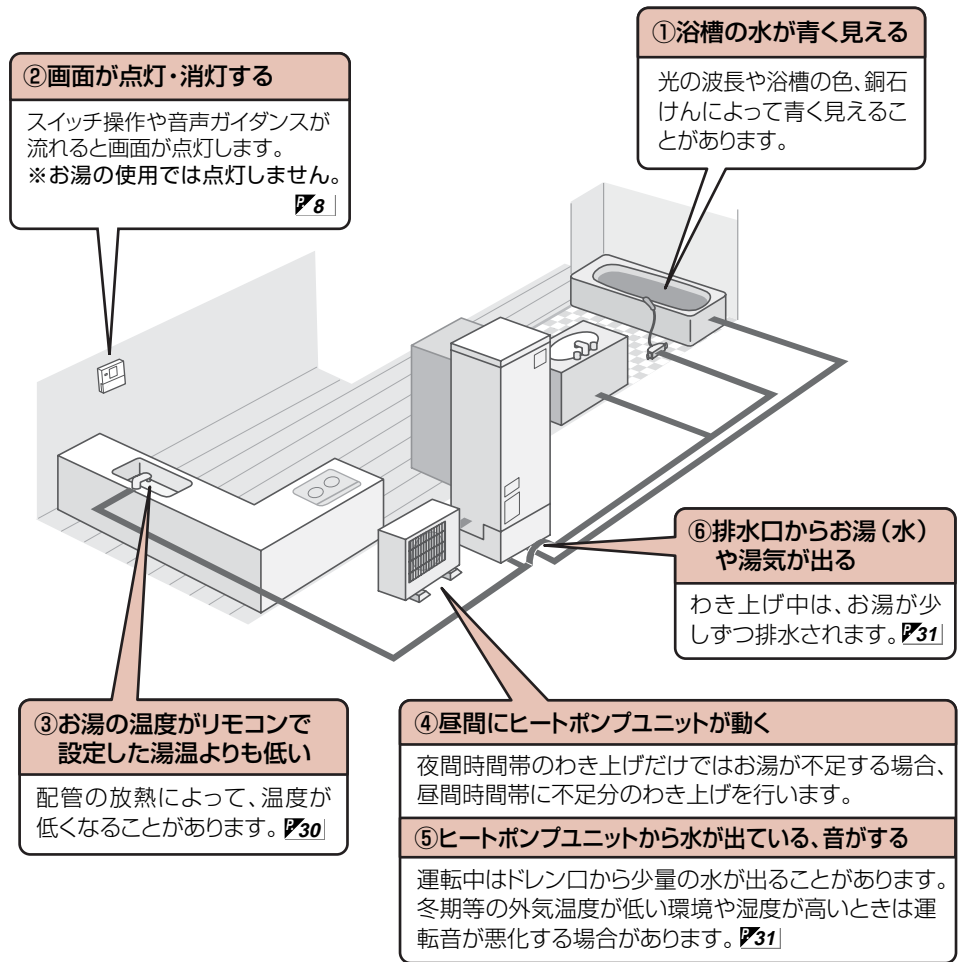 ①浴槽の水が青く見える
光の波長や浴槽の色、銅石
けんによって青く見えるこ
とがあります。
②画面が点灯・消灯する
スイッチ操作や音声ガイダンスが
流れると画面が点灯します。
※お湯の使用では点灯しません。
P8
③お湯の温度がリモコンで
設定した湯温よりも低い
配管の放熱によって、温度が
低くなることがあります。P30
④昼間にヒートポンプユニットが動く
夜間時間帯のわき上げだけではお湯が不足する場合、
昼間時間帯に不足分のわき上げを行います。
⑤ヒートポンプユニットから水が出ている、音がする
運転中はドレン口から少量の水が出ることがあります。
冬期等の外気温度が低い環境や湿度が高いときは運
転音が悪化する場合があります。P31
⑥排水口からお湯（水）
や湯気が出る
わき上げ中は、お湯が少
しずつ排水されます。P31